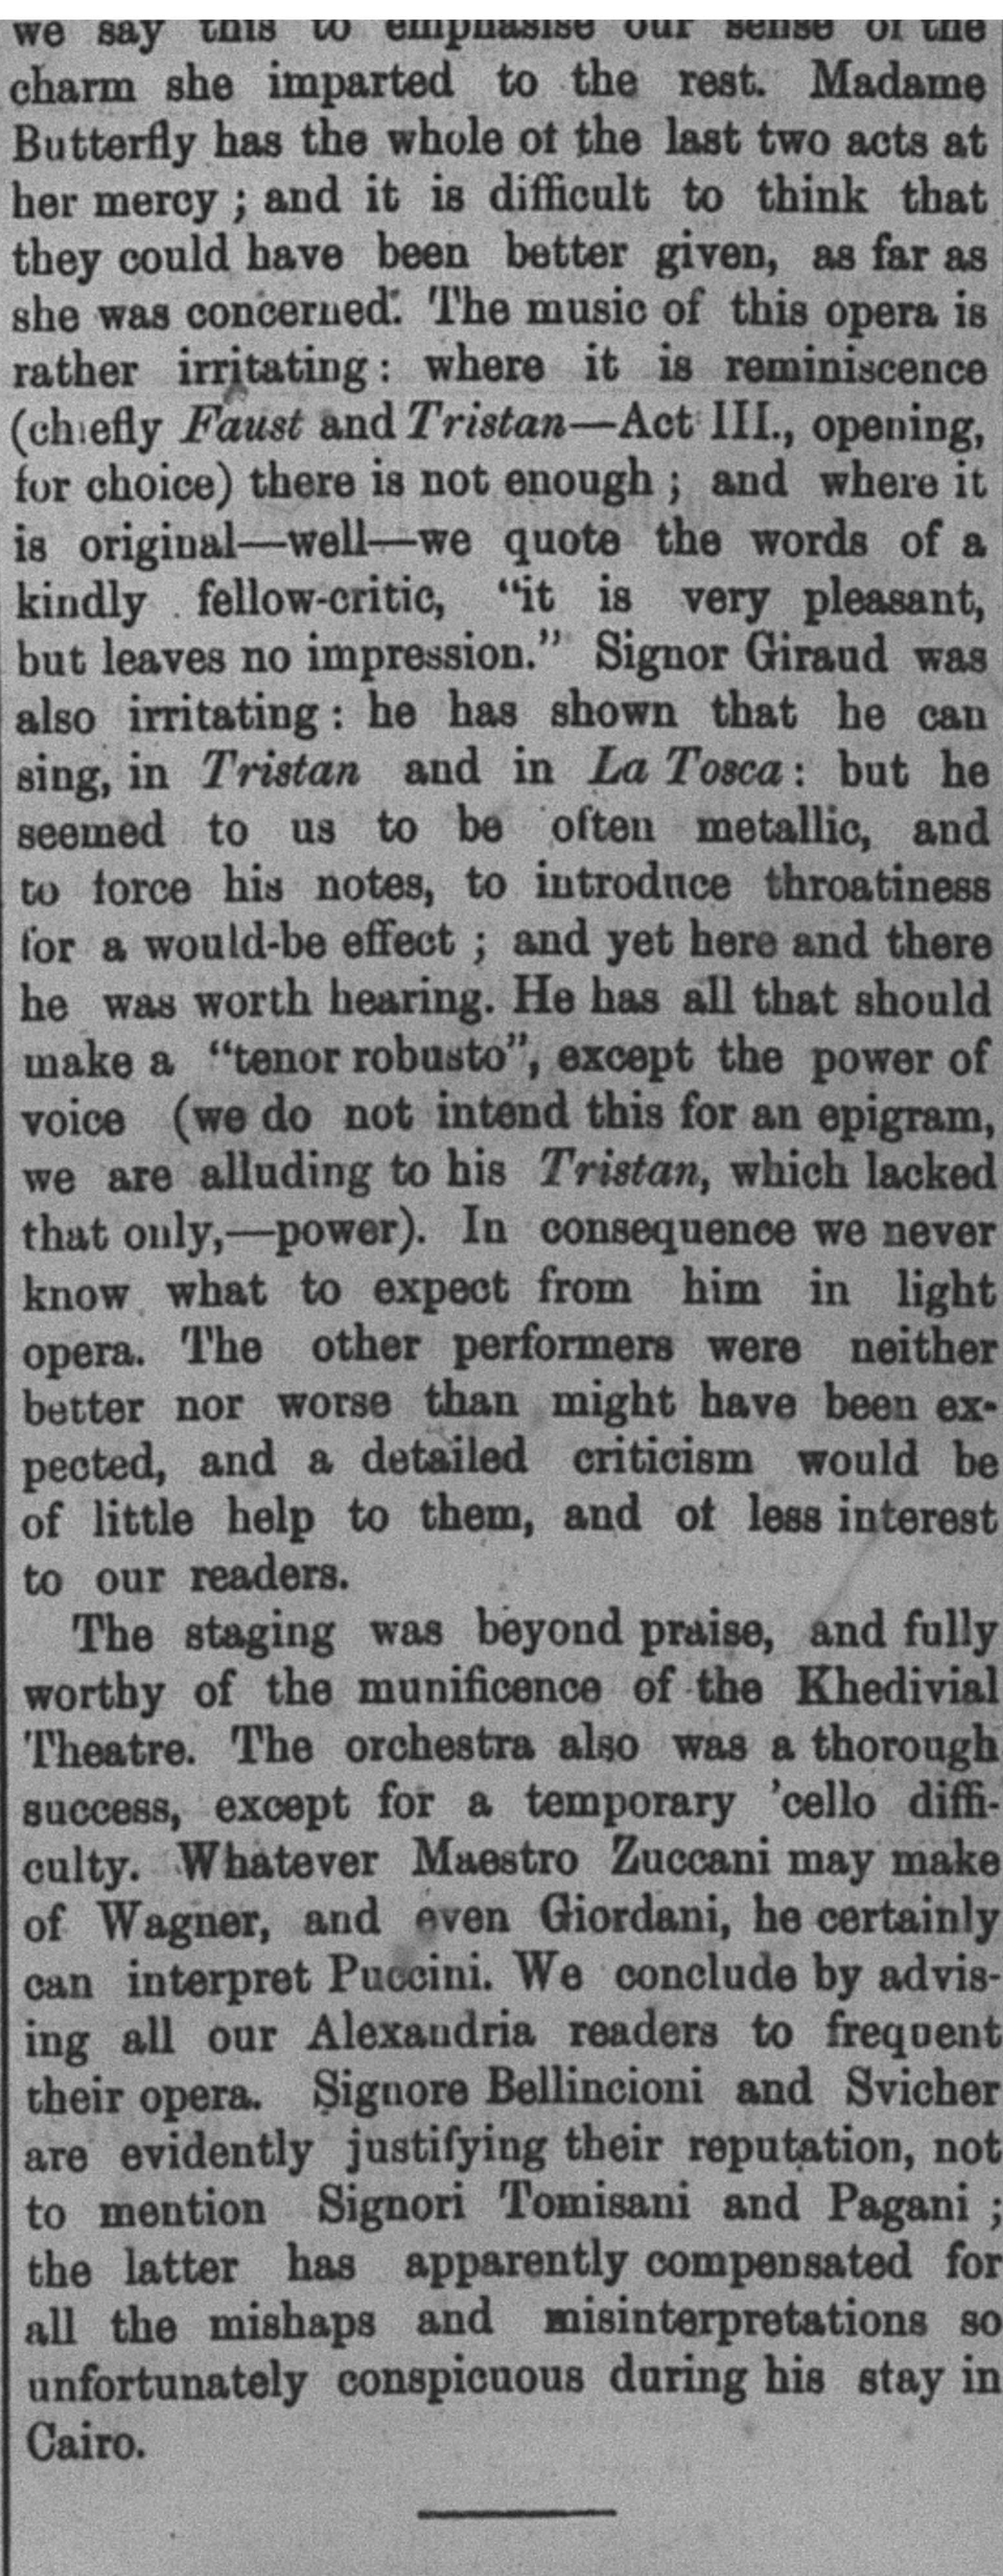 we say this to emphasise our sense of the
charm she imparted to the rest. Madame
Butterfly has the whole of the last two acts at
her mercy ; and it is difficult to think that
they could have been better given, as far as
she was concerned. The music of this opera is
rather irritating : where it is reminiscence
(chiefly Faust and Tristan—Act III., opening,
for choice) there is not enough ; and where it
is original—well—we quote the words of a
kindly fellow-critic, “it is very pleasant,
but leaves no impression.” Signor Giraud was
also irritating : he has shown that he can
sing, in Tristan and in La Tosca : but he
seemed to us to be often metallic, and
to force his notes, to introduce throatiness
for a would-be effect ; and yet here and there
he was worth hearing. He has all that should
make a “tenor robusto”, except the power of
voice (we do not intend this for an epigram,
we are alluding to his Tristan, which lacked
that only,—power). In consequence we never
know what to expect from him in light
opera. The other performers were neither
better nor worse than might have been ex-
pected, and a detailed criticism would be
of little help to them, and of less interest
to our readers.
The staging was beyond praise, and fully
worthy of the munificence of the Khedivial
Theatre. The orchestra also was a thorough
success, except for a temporary ’cello diffi-
culty. Whatever Maestro Zuccani may make
of Wagner, and even Giordani, he certainly
can interpret Puccini. We conclude by advis-
ing all our Alexandria readers to frequent
their opera. Signore Bellincioni and Svicher
are evidently justifying their reputation, not
to mention Signori Tomisani and Pagani ;
the latter has apparently compensated for
all the mishaps and misinterpretations so
unfortunately conspicuous during his stay in
Cairo.